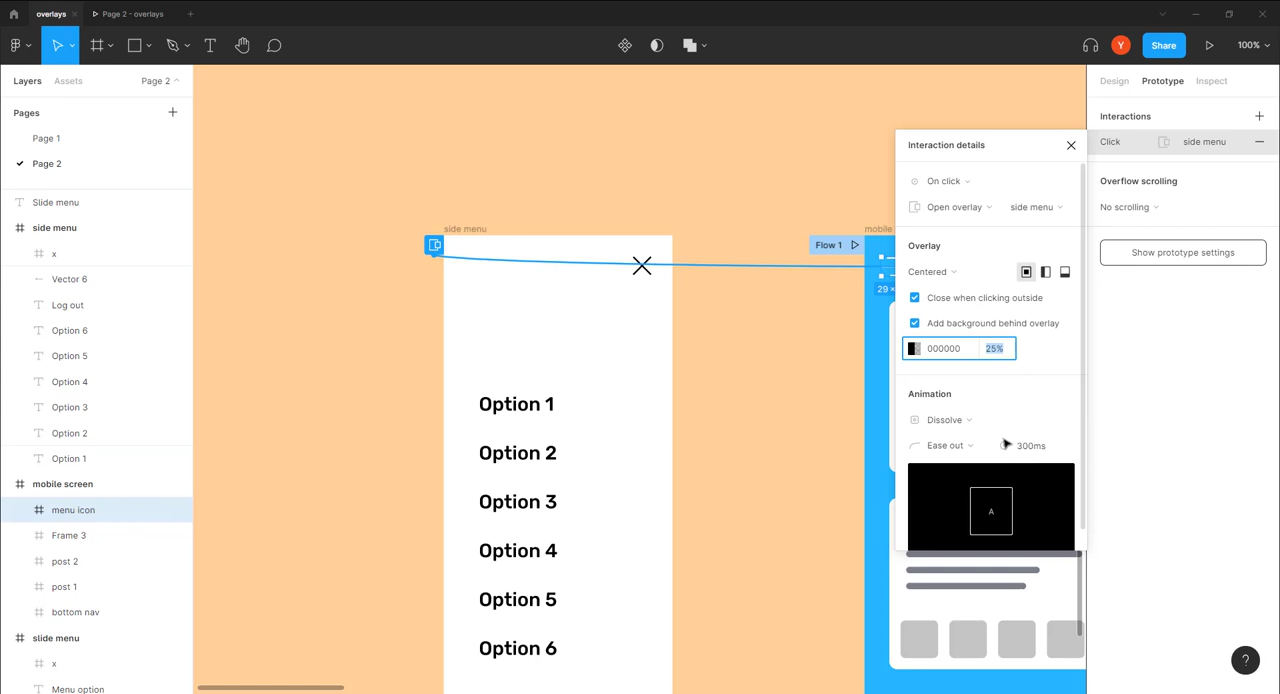 overlays
Page 2 - overlays
Y
Share
100%
Layers
Assets
Page 2
Pages
Page 1
Page 2
Slide menu
side menu
x
Vector 6
Log out
Option 6
Option 5
Option 4
Option 3
Option 2
Option 1
mobile screen
menu icon
Frame 3
post 2
post 1
bottom nav
slide menu
x
Menu option
side menu
Option 1
Option 2
Option 3
Option 4
Option 5
Option 6
Flow 1
mobile
29 ×
Interaction details
On click
Open overlay
side menu
Overlay
Centered
Close when clicking outside
Add background behind overlay
000000
25%
Animation
Dissolve
Ease out
300ms
A
Design
Prototype
Inspect
Interactions
Click
side menu
Overflow scrolling
No scrolling
Show prototype settings
?